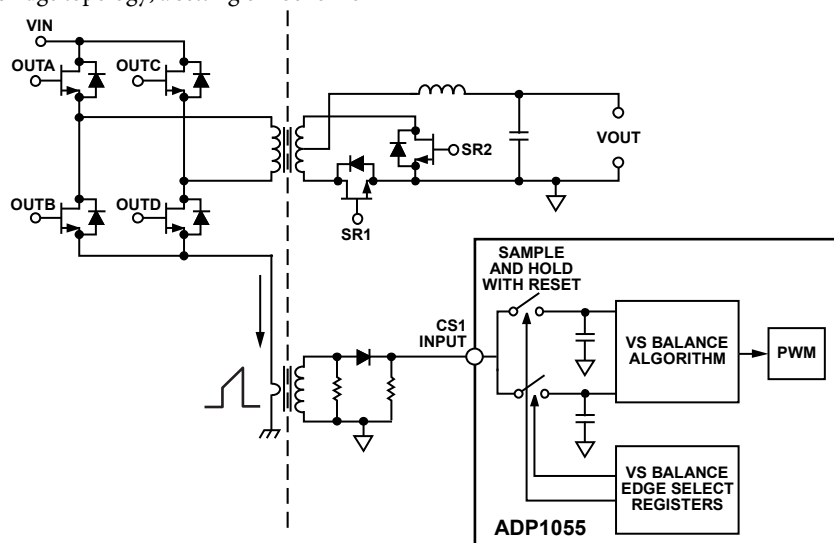 VIN
OUTA
OUTC
OUTB
OUTD
SR2
SR1
VOUT
SAMPLE
AND HOLD
WITH RESET
CS1
INPUT
VS BALANCE
ALGORITHM
PWM
VS BALANCE
EDGE SELECT
REGISTERS
ADP1055